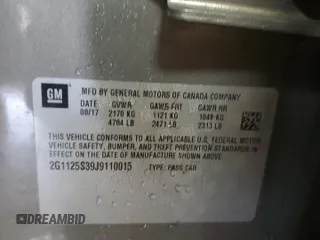 GM
MFD BY GENERAL MOTORS OF CANADA COMPANY
DATE GVWR GAWR FRT GAWR RR
08/17 2170 KG 1121 KG 1049 KG
4784 LB 2471 LB 2313 LB
THIS VEHICLE CONFORMS TO ALL APPLICABLE U.S. FEDERAL MOTOR
VEHICLE SAFETY, BUMPER, AND THEFT PREVENTION STANDARDS IN
EFFECT ON THE DATE OF MANUFACTURE SHOWN ABOVE.
2G1125S39J9110015 TYPE: PASS CAR
AUTOBIDMASTER